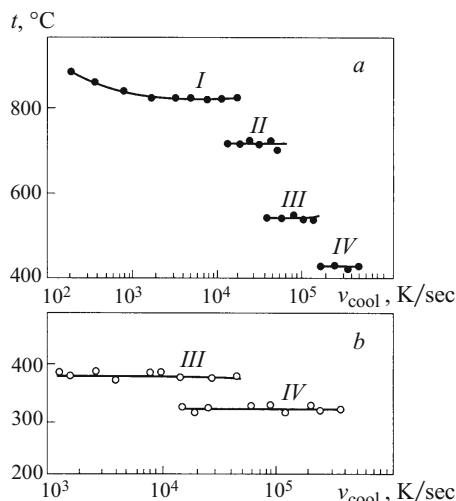 t, °C
a
I
800
II
600
III
IV
400
10² 10³ 10⁴ 10⁵ v_cool, K/sec
b
400
III
IV
300
200
10³ 10⁴ 10⁵ v_cool, K/sec